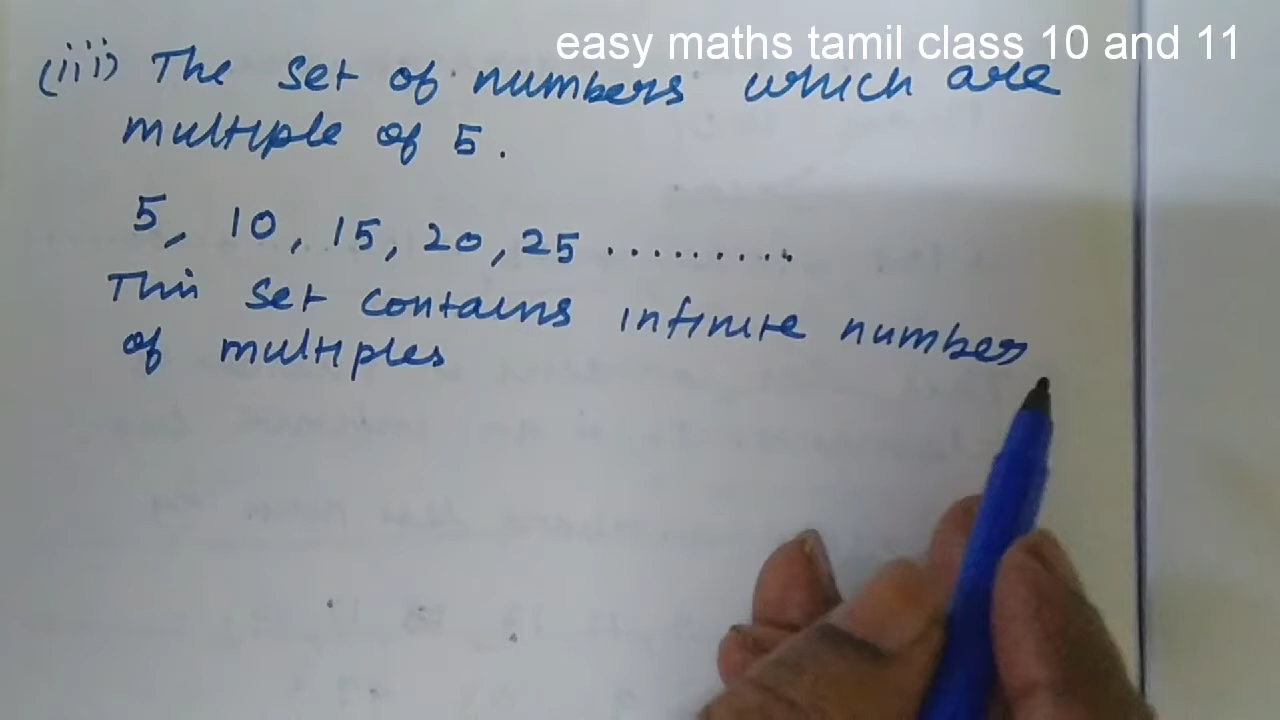 easy maths tamil class 10 and 11
(iii) The set of numbers which are
multiple of 5.
5, 10, 15, 20, 25 .........
This set contains infinite number
of multiples